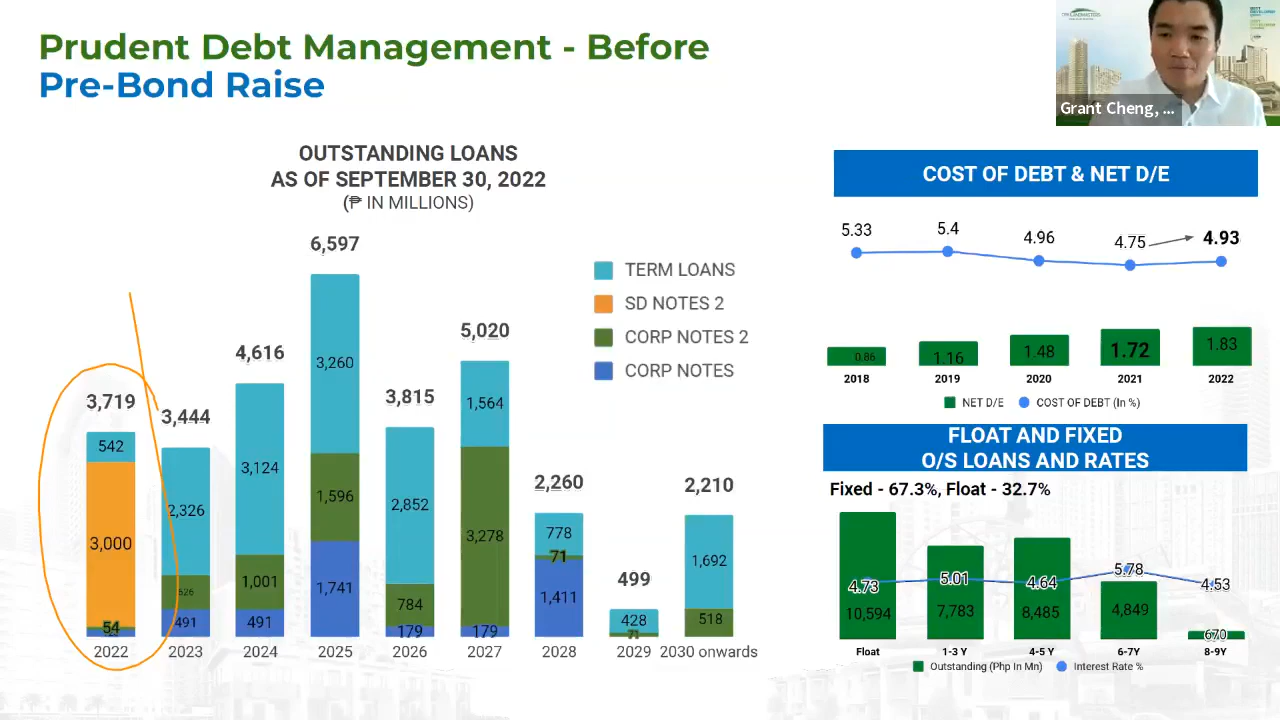 Prudent Debt Management - Before
Pre-Bond Raise
Grant Cheng, ...
OUTSTANDING LOANS
AS OF SEPTEMBER 30, 2022
(₱ IN MILLIONS)
TERM LOANS
SD NOTES 2
CORP NOTES 2
CORP NOTES
3,719
542
3,000
54
3,444
2,326
626
491
4,616
3,124
1,001
491
6,597
3,260
1,596
1,741
3,815
2,852
784
179
5,020
1,564
3,278
179
2,260
778
71
1,411
499
428
71
2,210
1,692
518
2022 2023 2024 2025 2026 2027 2028 2029 2030 onwards
COST OF DEBT & NET D/E
5.33 5.4 4.96 4.75 4.93
0.86 1.16 1.48 1.72 1.83
2018 2019 2020 2021 2022
NET D/E COST OF DEBT (In %)
FLOAT AND FIXED
O/S LOANS AND RATES
Fixed - 67.3%, Float - 32.7%
4.73 5.01 4.64 5.78 4.53
10,594 7,783 8,485 4,849 670
Float 1-3 Y 4-5 Y 6-7Y 8-9Y
Outstanding (Php In Mn) Interest Rate %